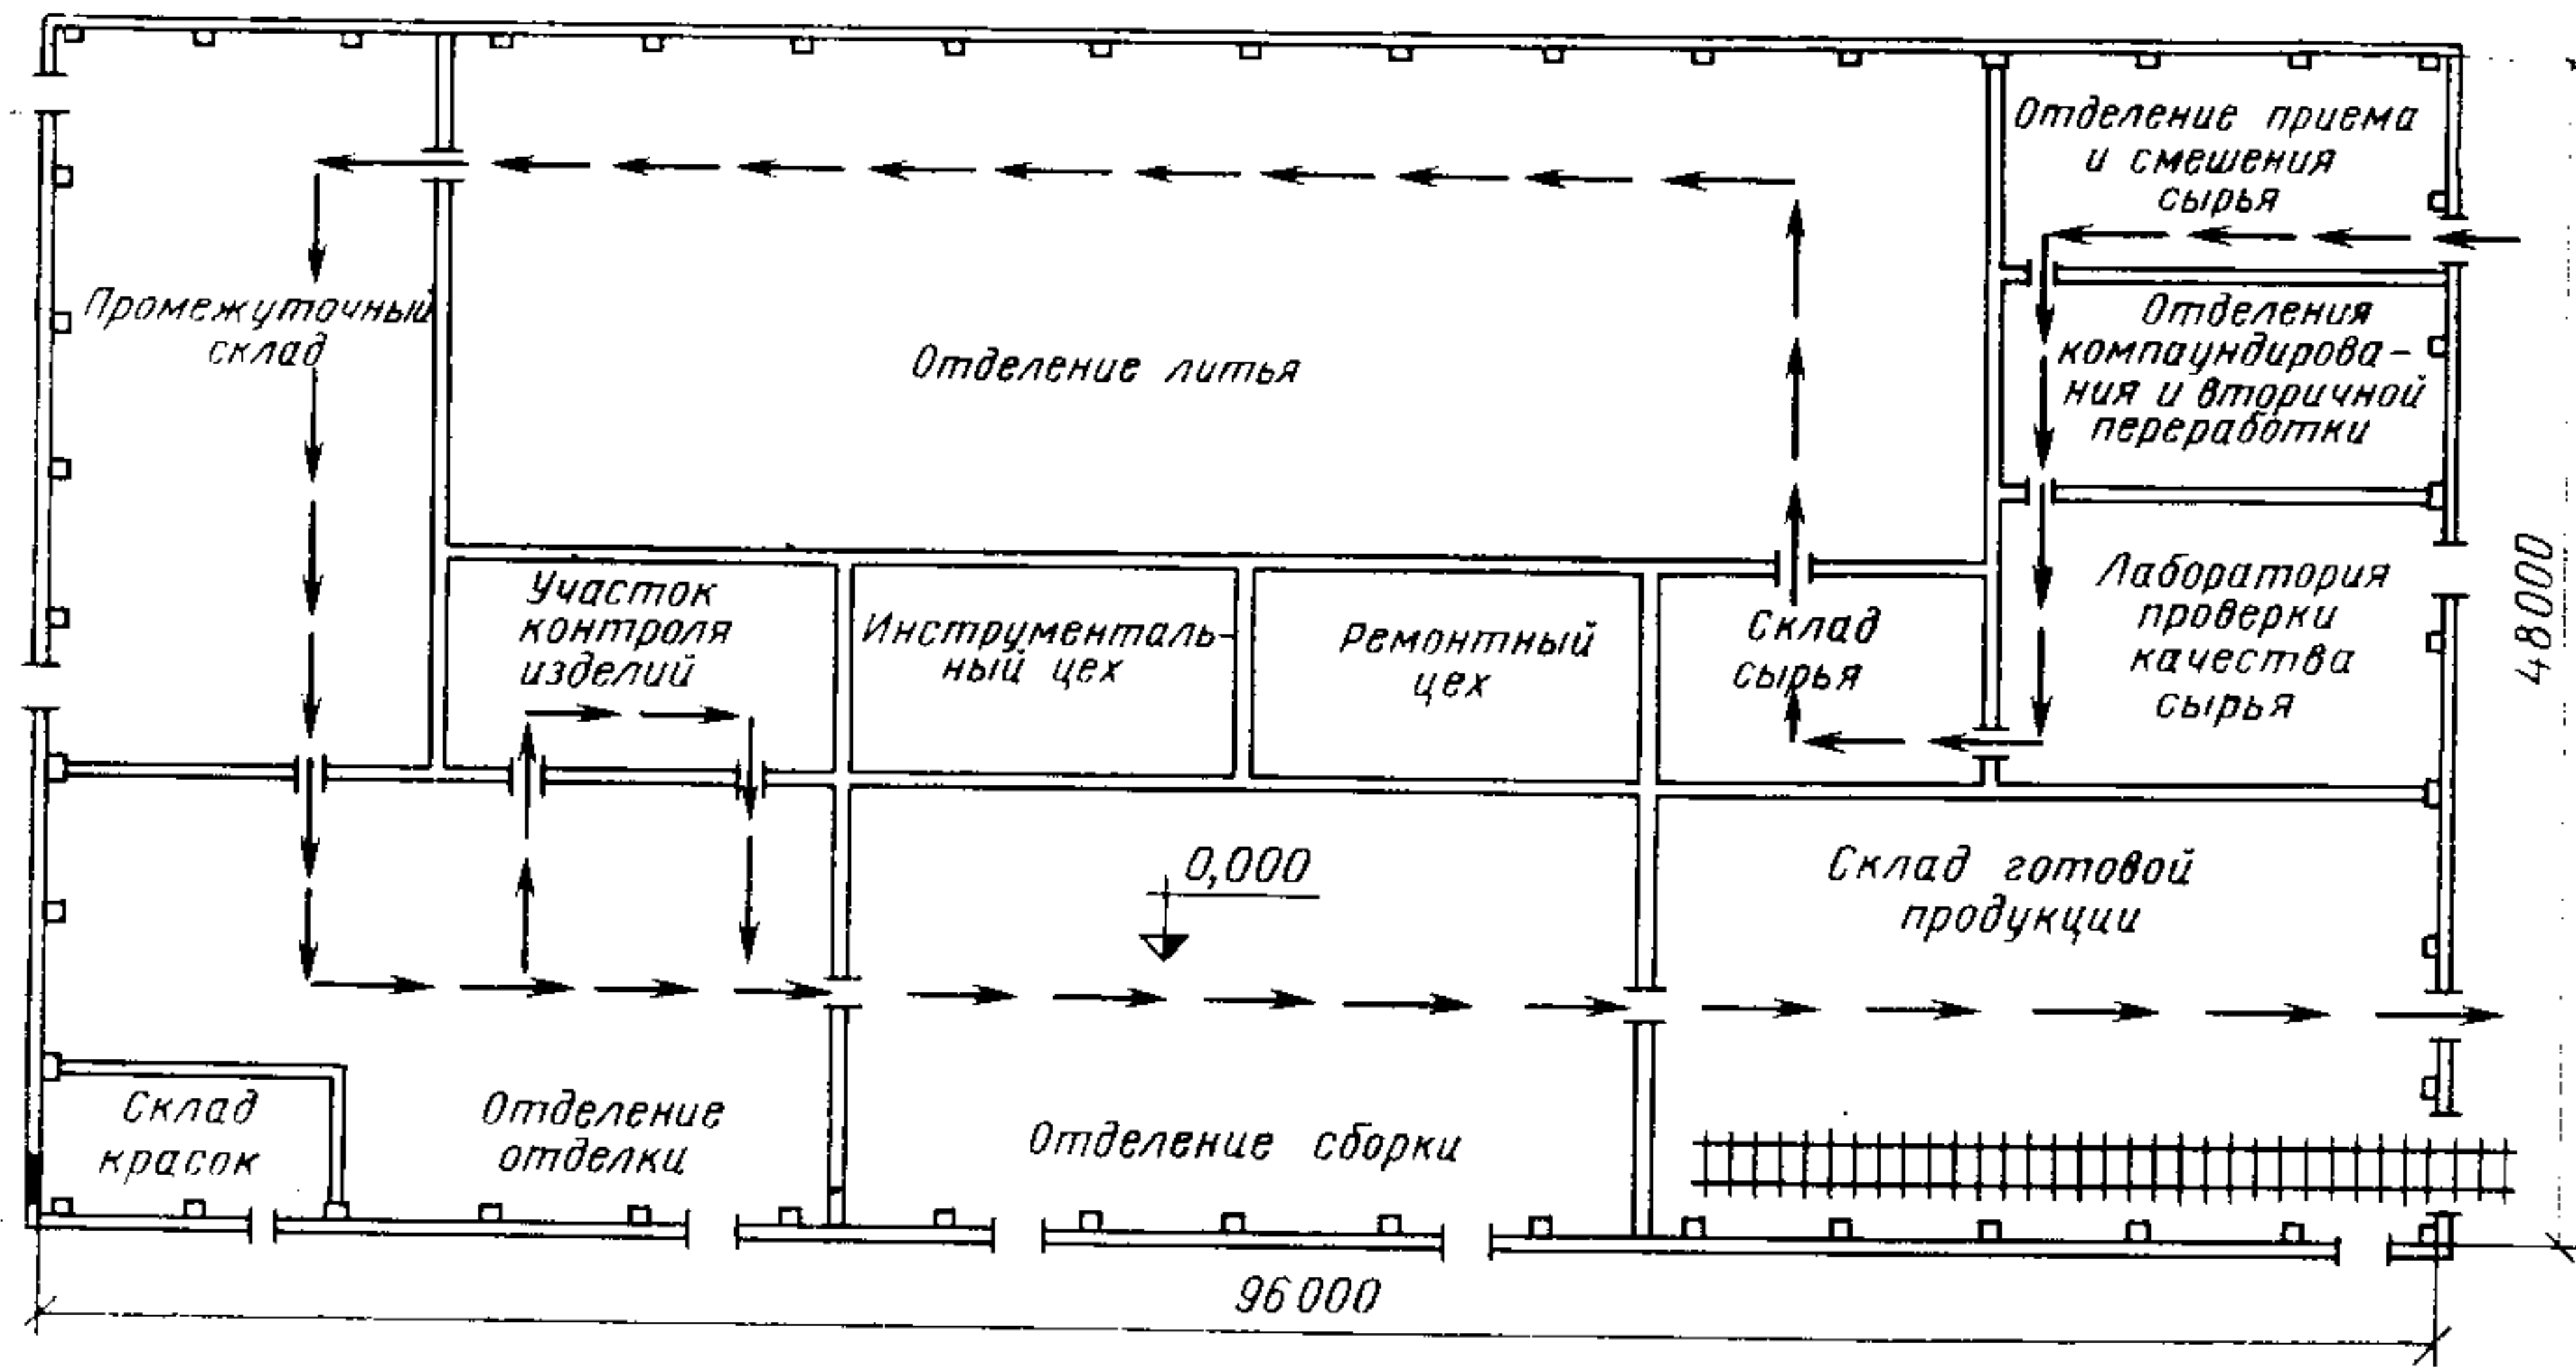 Отделение приема
и смешения
сырья
Промежуточный
склад
Отделение литья
Отделения
компаундирова-
ния и вторичной
переработки
Участок
контроля
изделий
Инструменталь-
ный цех
Ремонтный
цех
Склад
сырья
Лаборатория
проверки
качества
сырья
48000
0,000
Склад готовой
продукции
Склад
красок
Отделение
отделки
Отделение сборки
96000